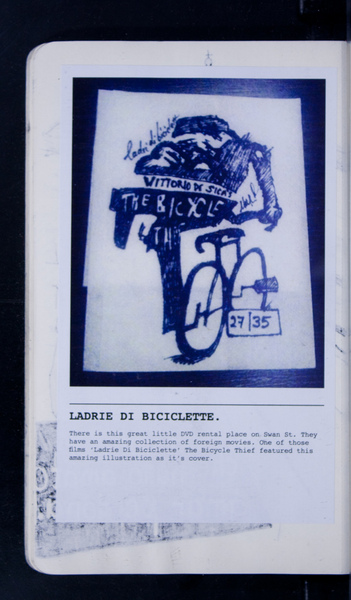 Ladri di bicicl
VITTORIO DE SICA
THE BICYCLE
TH
27|35
LADRIE DI BICICLETTE.
There is this great little DVD rental place on Swan St. They
have an amazing collection of foreign movies. One of those
films 'Ladrie Di Biciclette' The Bicycle Thief featured this
amazing illustration as it's cover.